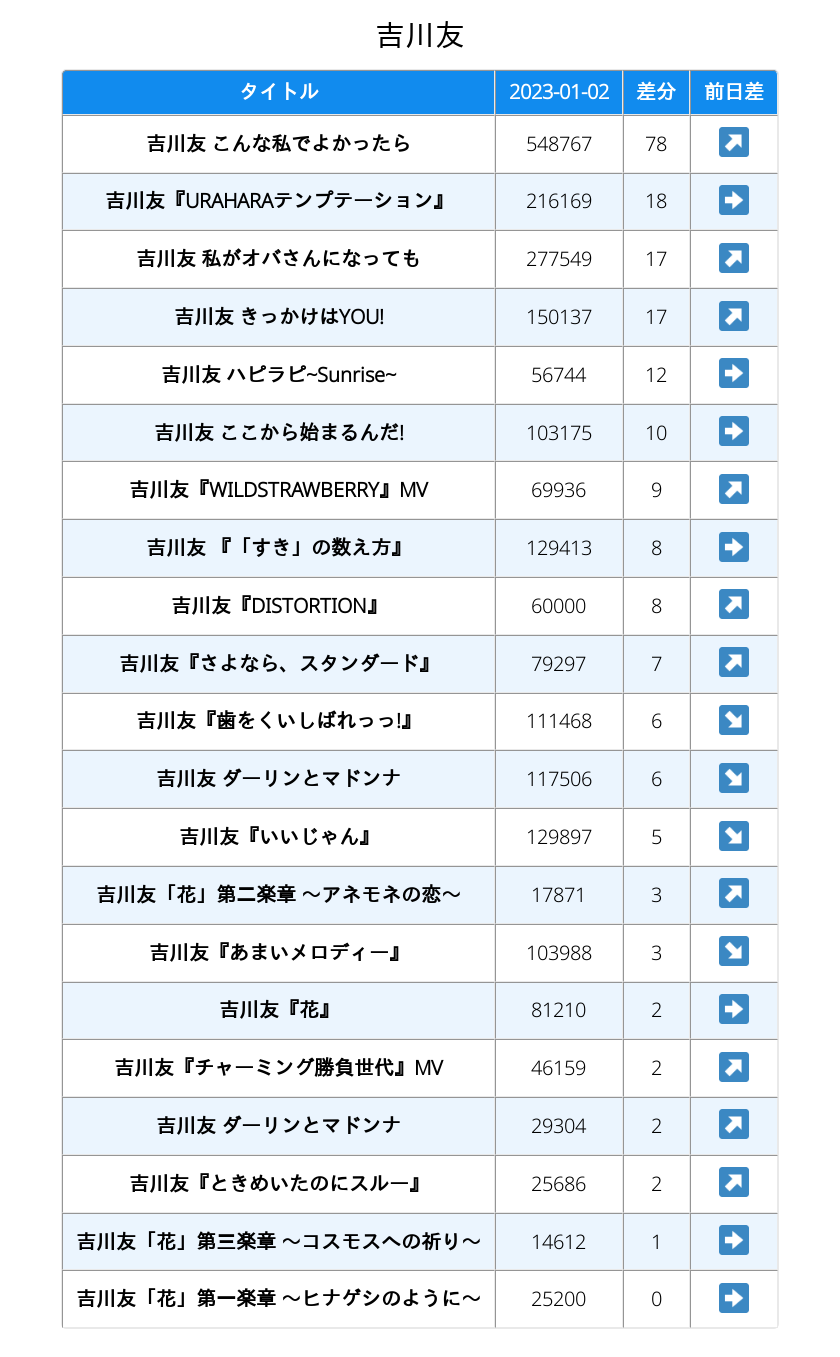 吉川友
タイトル 2023-01-02 差分 前日差
吉川友 こんな私でよかったら 548767 78 ↗
吉川友『URAHARAテンプテーション』 216169 18 ➡
吉川友 私がオバさんになっても 277549 17 ↗
吉川友 きっかけはYOU! 150137 17 ↗
吉川友 ハピラピ~Sunrise~ 56744 12 ➡
吉川友 ここから始まるんだ! 103175 10 ➡
吉川友『WILDSTRAWBERRY』MV 69936 9 ↗
吉川友 『「すき」の数え方』 129413 8 ➡
吉川友『DISTORTION』 60000 8 ↗
吉川友『さよなら、スタンダード』 79297 7 ↗
吉川友『歯をくいしばれっっ!』 111468 6 ↘
吉川友 ダーリンとマドンナ 117506 6 ↘
吉川友『いいじゃん』 129897 5 ↘
吉川友「花」第二楽章 ～アネモネの恋～ 17871 3 ↗
吉川友『あまいメロディー』 103988 3 ↘
吉川友『花』 81210 2 ➡
吉川友『チャーミング勝負世代』MV 46159 2 ↗
吉川友 ダーリンとマドンナ 29304 2 ↗
吉川友『ときめいたのにスルー』 25686 2 ↗
吉川友「花」第三楽章 ～コスモスへの祈り～ 14612 1 ➡
吉川友「花」第一楽章 ～ヒナゲシのように～ 25200 0 ➡